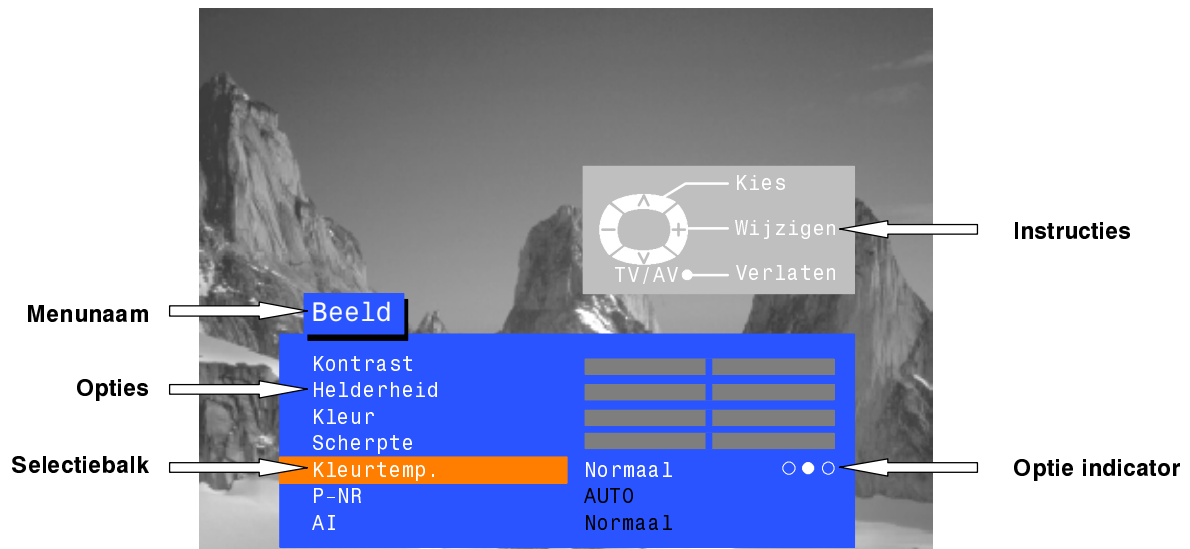 Kies
Wijzigen
Instructies
TV/AV
Verlaten
Menunaam
Beeld
Kontrast
Opties
Helderheid
Kleur
Scherpte
Selectiebalk
Kleurtemp.
Normaal
Optie indicator
P-NR
AUTO
AI
Normaal